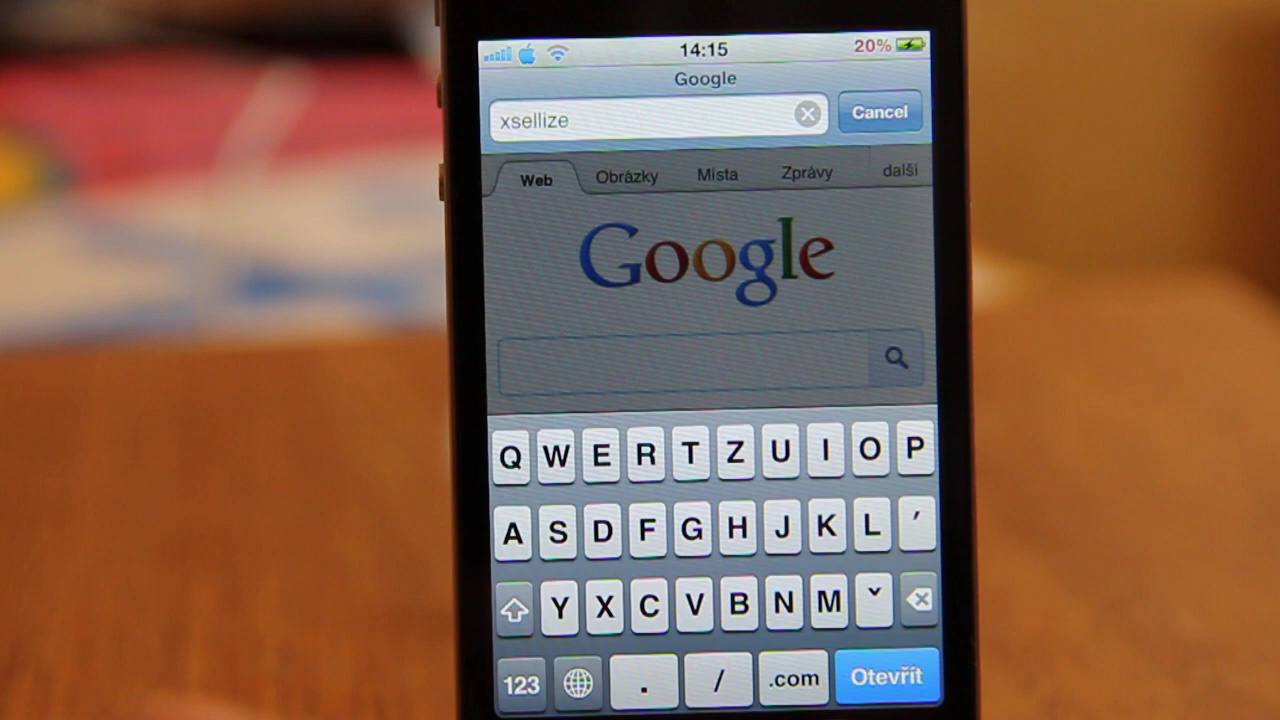 14:15 20%
Google
xsellize Cancel
Web Obrázky Místa Zprávy další
Google
Q W E R T Z U I O P
A S D F G H J K L ʹ
Y X C V B N M ˇ
123 . / .com Otevřít